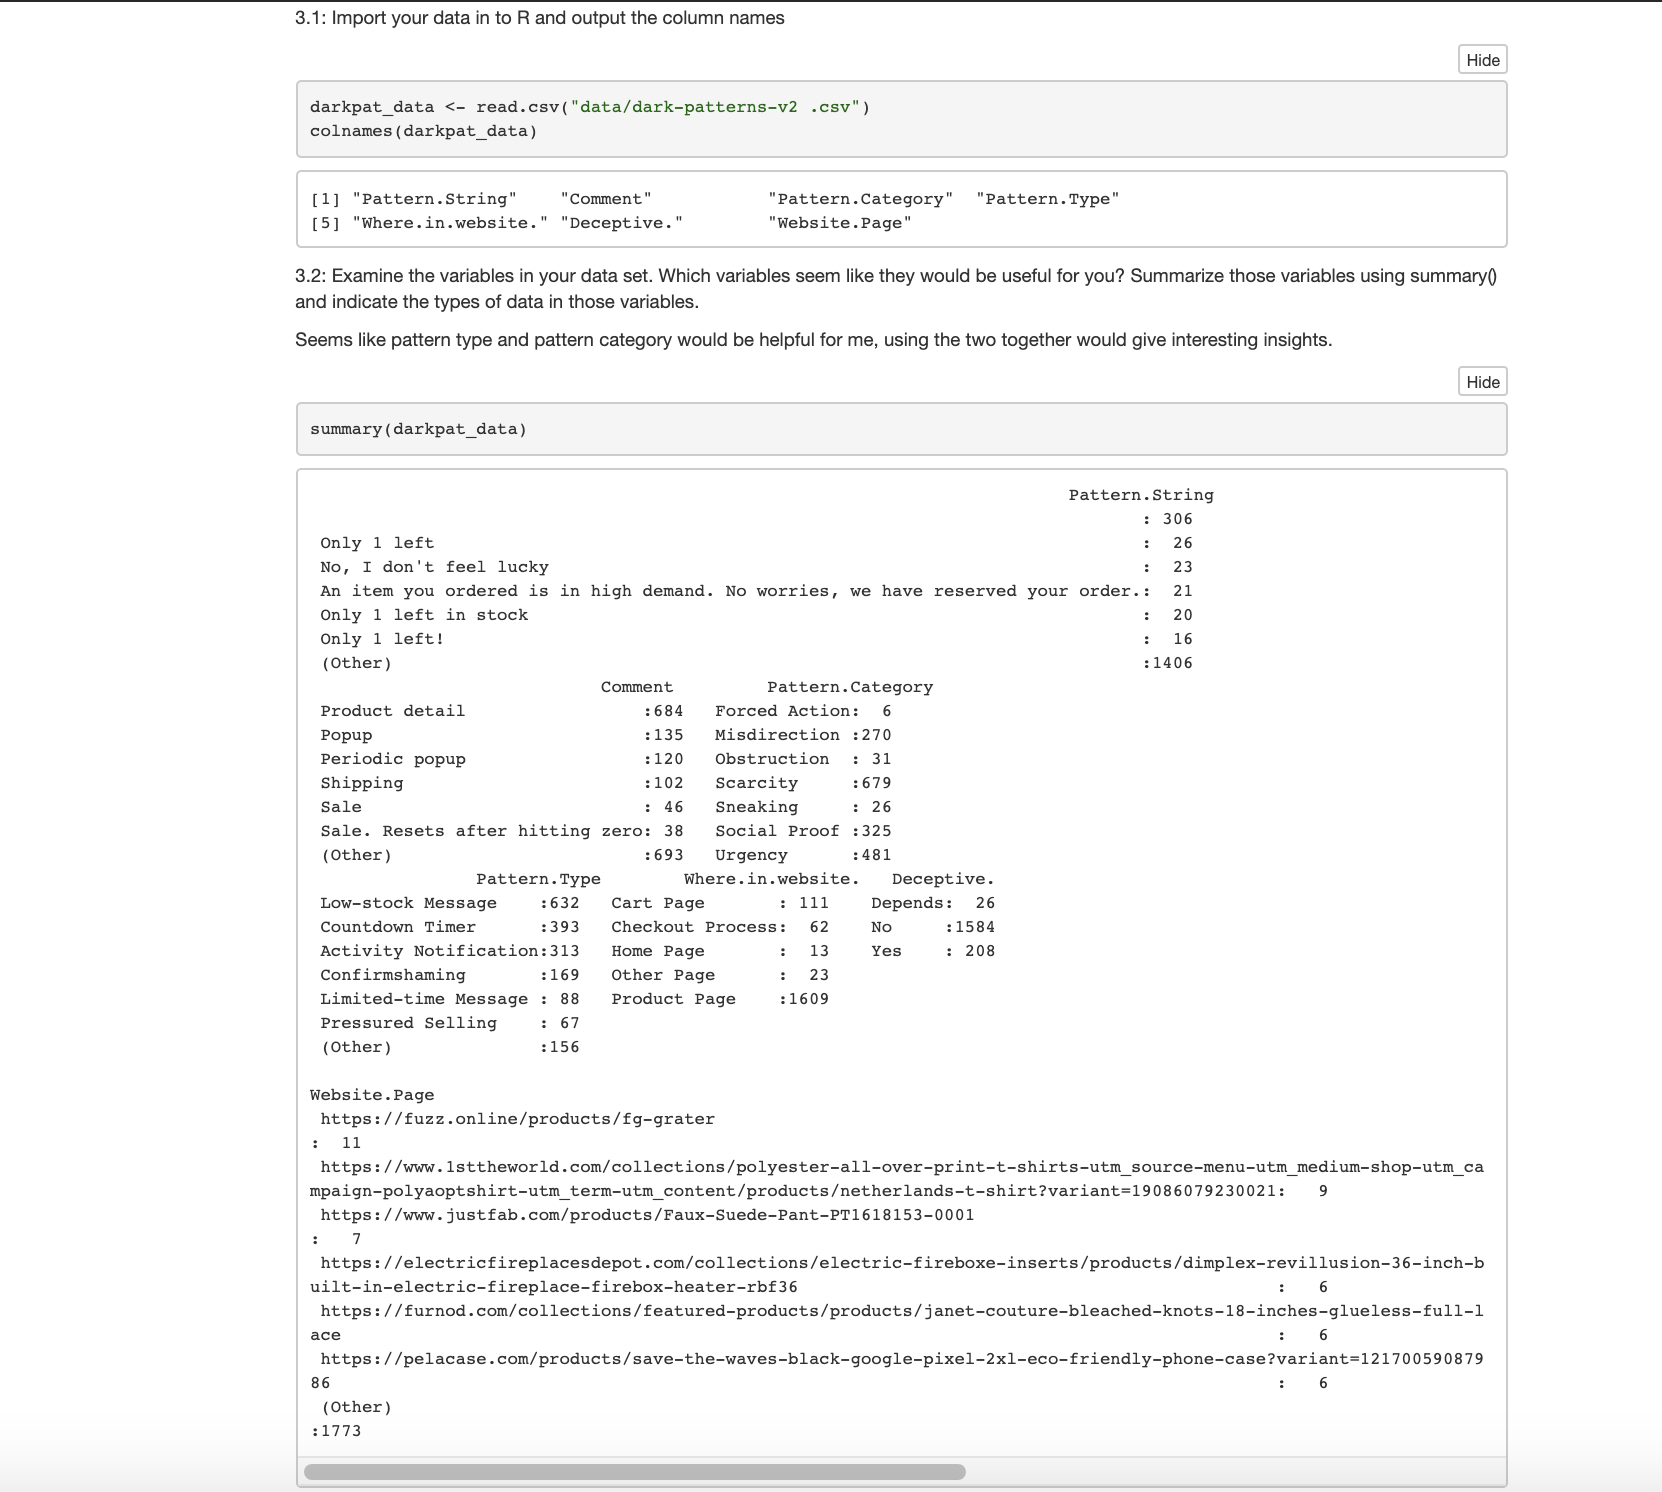 3.1: Import your data in to R and output the column names
Hide
darkpat_data <- read.csv("data/dark-patterns-v2 .csv")
colnames(darkpat_data)
[1] "Pattern.String"    "Comment"           "Pattern.Category"  "Pattern.Type"
[5] "Where.in.website." "Deceptive."        "Website.Page"
3.2: Examine the variables in your data set. Which variables seem like they would be useful for you? Summarize those variables using summary()
and indicate the types of data in those variables.
Seems like pattern type and pattern category would be helpful for me, using the two together would give interesting insights.
Hide
summary(darkpat_data)
Pattern.String
: 306
Only 1 left : 26
No, I don't feel lucky : 23
An item you ordered is in high demand. No worries, we have reserved your order.: 21
Only 1 left in stock : 20
Only 1 left! : 16
(Other) :1406
Comment Pattern.Category
Product detail :684 Forced Action: 6
Popup :135 Misdirection :270
Periodic popup :120 Obstruction : 31
Shipping :102 Scarcity :679
Sale : 46 Sneaking : 26
Sale. Resets after hitting zero: 38 Social Proof :325
(Other) :693 Urgency :481
Pattern.Type Where.in.website. Deceptive.
Low-stock Message :632 Cart Page : 111 Depends: 26
Countdown Timer :393 Checkout Process: 62 No :1584
Activity Notification:313 Home Page : 13 Yes : 208
Confirmshaming :169 Other Page : 23
Limited-time Message : 88 Product Page :1609
Pressured Selling : 67
(Other) :156
Website.Page
https://fuzz.online/products/fg-grater
: 11
https://www.1sttheworld.com/collections/polyester-all-over-print-t-shirts-utm_source-menu-utm_medium-shop-utm_ca
mpaign-polyaoptshirt-utm_term-utm_content/products/netherlands-t-shirt?variant=19086079230021: 9
https://www.justfab.com/products/Faux-Suede-Pant-PT1618153-0001
: 7
https://electricfireplacesdepot.com/collections/electric-fireboxe-inserts/products/dimplex-revillusion-36-inch-b
uilt-in-electric-fireplace-firebox-heater-rbf36 : 6
https://furnod.com/collections/featured-products/products/janet-couture-bleached-knots-18-inches-glueless-full-l
ace : 6
https://pelacase.com/products/save-the-waves-black-google-pixel-2xl-eco-friendly-phone-case?variant=121700590879
86 : 6
(Other)
:1773